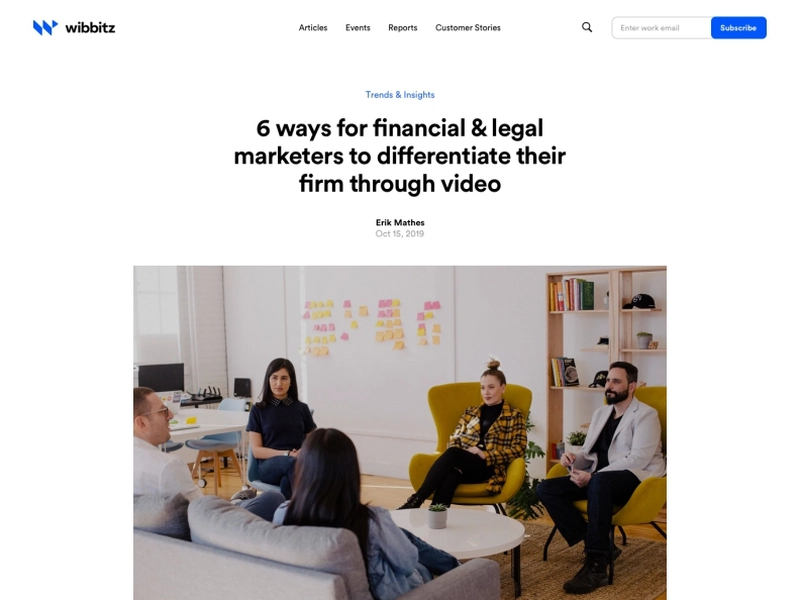 wibbitz
Articles Events Reports Customer Stories
Enter work email Subscribe
Trends & Insights
6 ways for financial & legal
marketers to differentiate their
firm through video
Erik Mathes
Oct 15, 2019